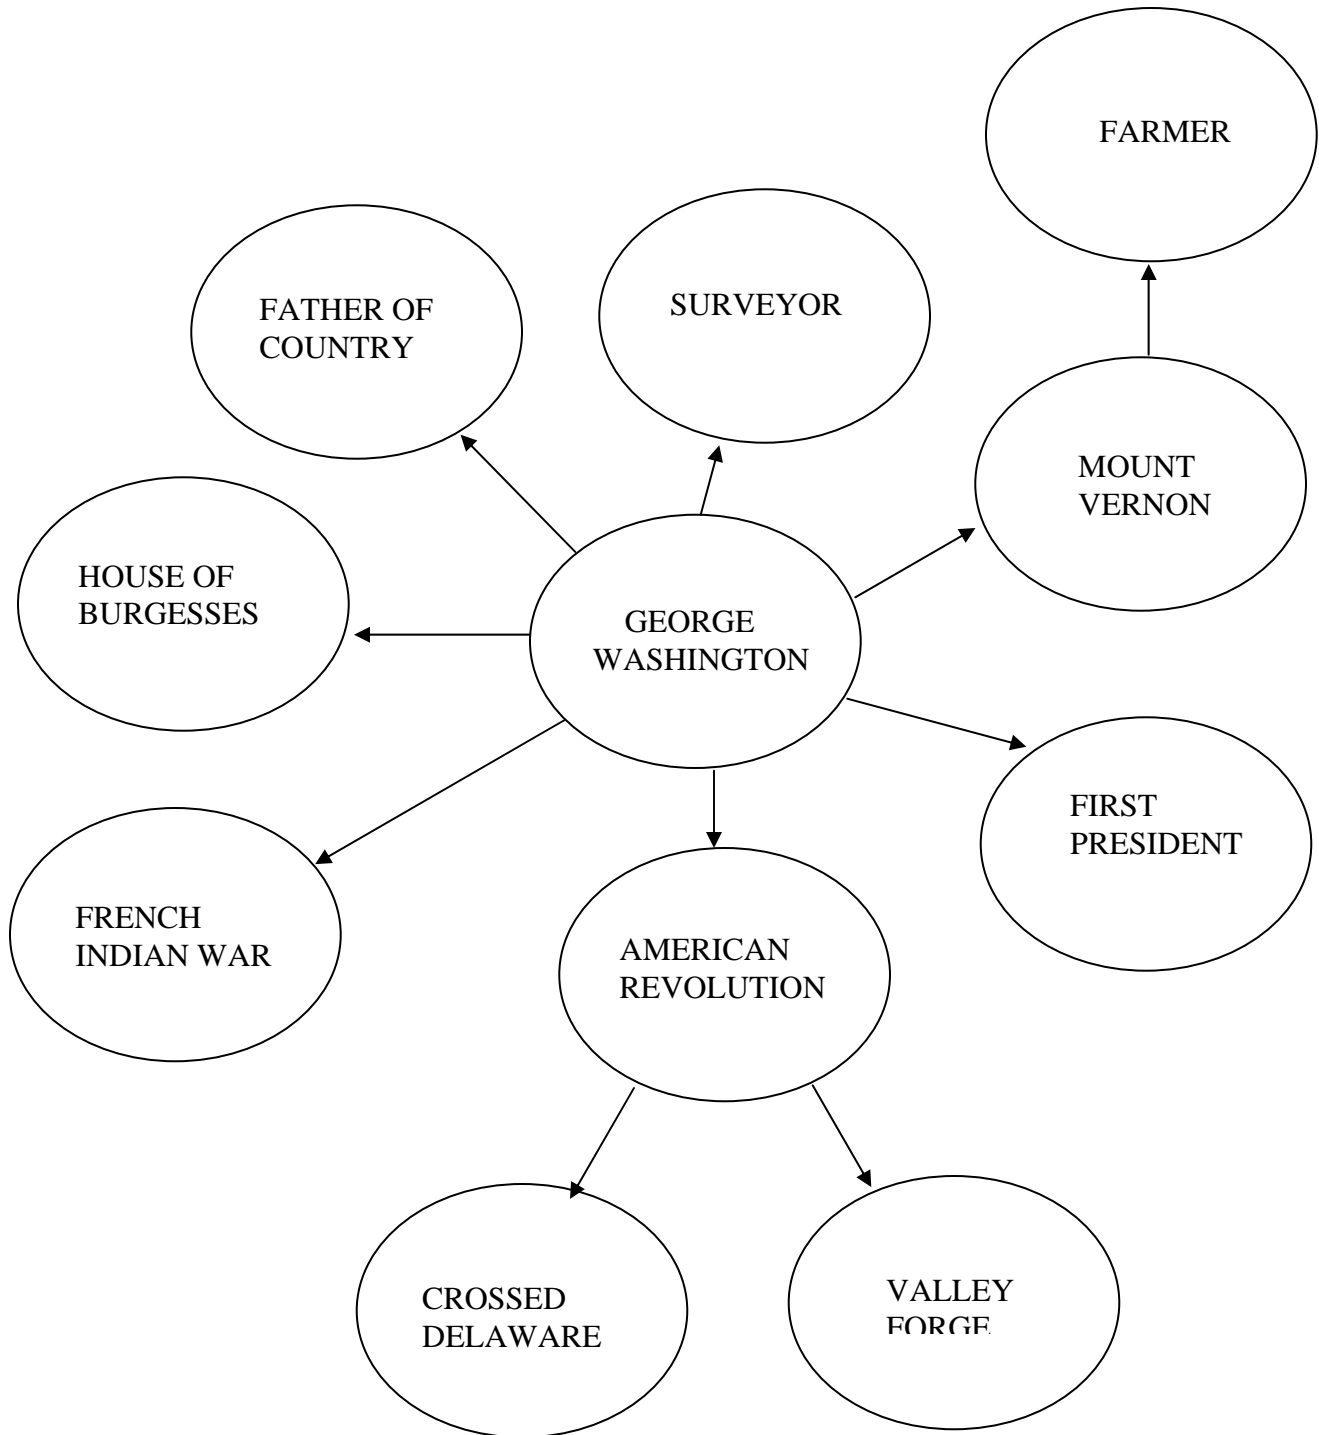 FARMER
SURVEYOR
FATHER OF
COUNTRY
MOUNT
VERNON
HOUSE OF
BURGESSES
GEORGE
WASHINGTON
FIRST
PRESIDENT
FRENCH
INDIAN WAR
AMERICAN
REVOLUTION
CROSSED
DELAWARE
VALLEY
FORGE